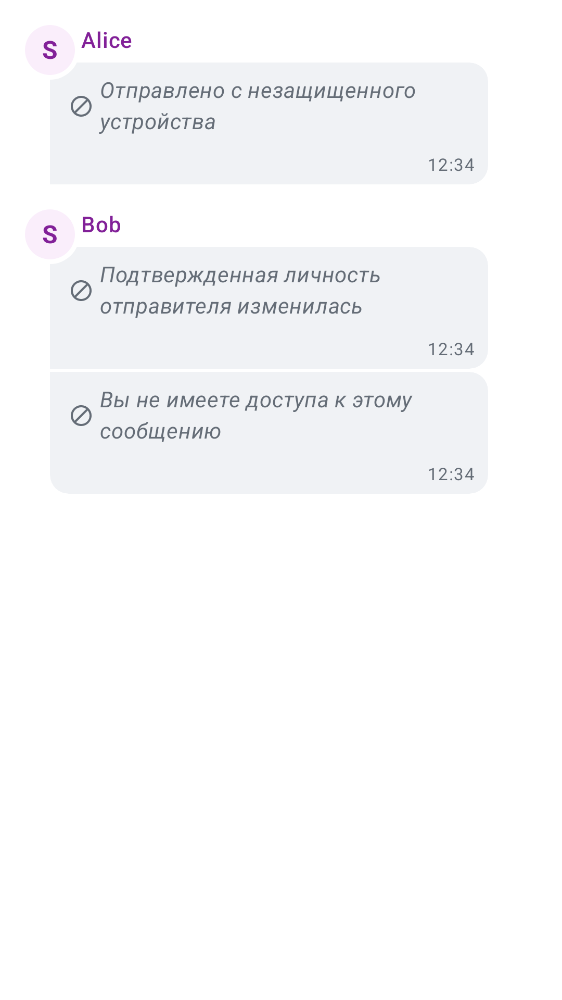 S
Alice
Отправлено с незащищенного
устройства
12:34
S
Bob
Подтвержденная личность
отправителя изменилась
12:34
Вы не имеете доступа к этому
сообщению
12:34